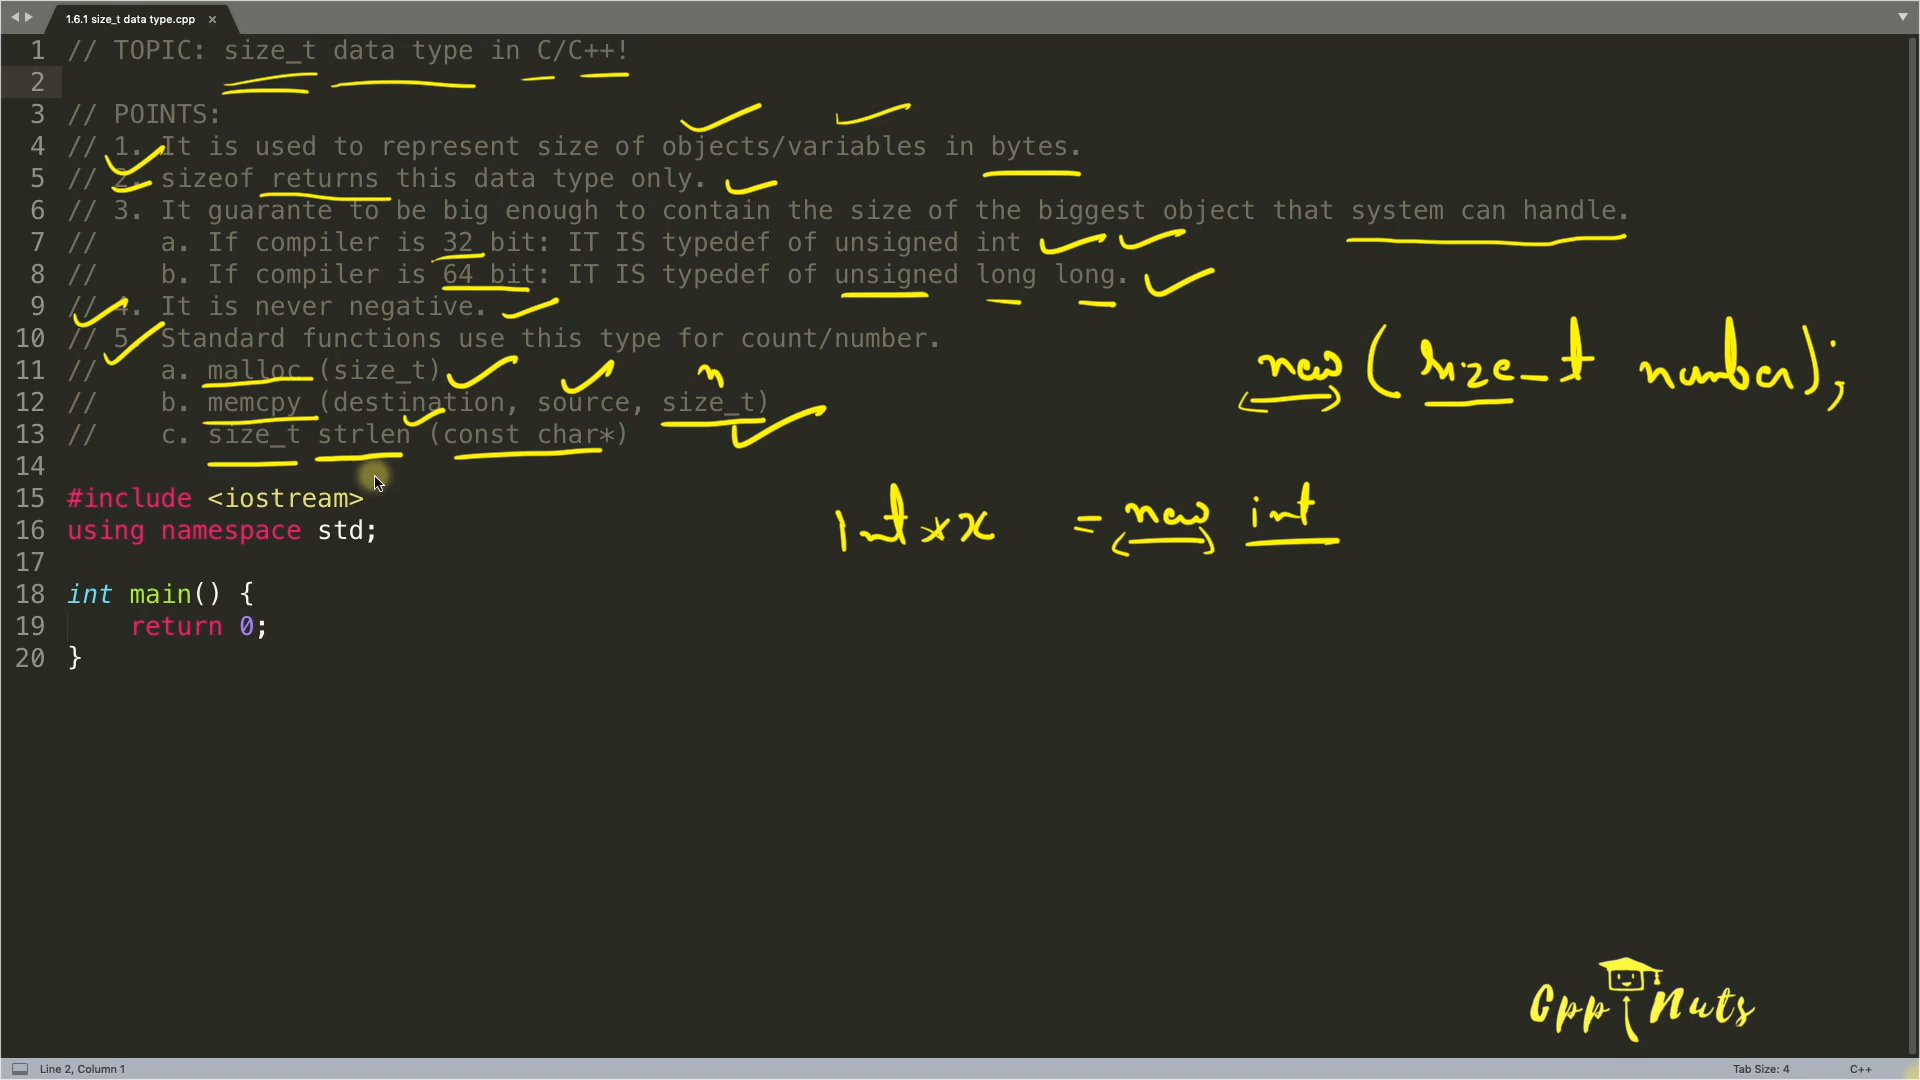 1.6.1 size_t data type.cpp ×
1 // TOPIC: size_t data type in C/C++!
2
3 // POINTS:
4 // 1. It is used to represent size of objects/variables in bytes.
5 // 2. sizeof returns this data type only.
6 // 3. It guarante to be big enough to contain the size of the biggest object that system can handle.
7 //    a. If compiler is 32 bit: IT IS typedef of unsigned int
8 //    b. If compiler is 64 bit: IT IS typedef of unsigned long long.
9 // 4. It is never negative.
10 // 5. Standard functions use this type for count/number.
11 //    a. malloc (size_t)
new (size_t number);
n
12 //    b. memcpy (destination, source, size_t)
13 //    c. size_t strlen (const char*)
14
15 #include <iostream>
16 using namespace std;
int *x = new int
17
18 int main() {
19     return 0;
20 }
Cpp Nuts
Line 2, Column 1
Tab Size: 4
C++